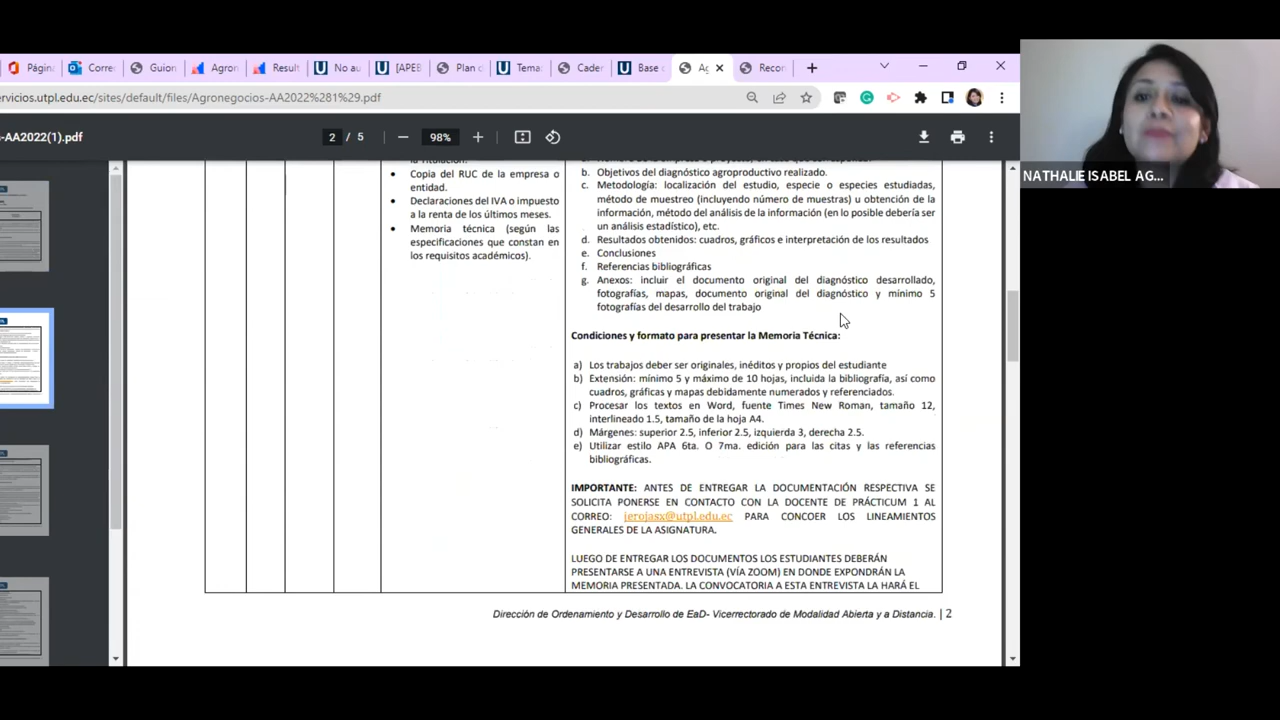 Página
Correo
Guion
Agron
Result
No au
[APEB
Plan d
Tema
Cader
Base d
Ag
Recor
ervicios.utpl.edu.ec/sites/default/files/Agronegocios-AA2022%281%29.pdf
s-AA2022(1).pdf
2 / 5
98%
NATHALIE ISABEL AG...
la Titulación.
• Copia del RUC de la empresa o
entidad.
• Declaraciones del IVA o impuesto
a la renta de los últimos meses.
• Memoria técnica (según las
especificaciones que constan en
los requisitos académicos).
b. Objetivos del diagnóstico agroproductivo realizado.
c. Metodología: localización del estudio, especie o especies estudiadas,
método de muestreo (incluyendo número de muestras) u obtención de la
información, método del análisis de la información (en lo posible debería ser
un análisis estadístico), etc.
d. Resultados obtenidos: cuadros, gráficos e interpretación de los resultados
e. Conclusiones
f. Referencias bibliográficas
g. Anexos: incluir el documento original del diagnóstico desarrollado,
fotografías, mapas, documento original del diagnóstico y mínimo 5
fotografías del desarrollo del trabajo
Condiciones y formato para presentar la Memoria Técnica:
a) Los trabajos deber ser originales, inéditos y propios del estudiante
b) Extensión: mínimo 5 y máximo de 10 hojas, incluida la bibliografía, así como
cuadros, gráficas y mapas debidamente numerados y referenciados.
c) Procesar los textos en Word, fuente Times New Roman, tamaño 12,
interlineado 1.5, tamaño de la hoja A4.
d) Márgenes: superior 2.5, inferior 2.5, izquierda 3, derecha 2.5.
e) Utilizar estilo APA 6ta. O 7ma. edición para las citas y las referencias
bibliográficas.
IMPORTANTE: ANTES DE ENTREGAR LA DOCUMENTACIÓN RESPECTIVA SE
SOLICITA PONERSE EN CONTACTO CON LA DOCENTE DE PRÁCTICUM 1 AL
CORREO: jerojasx@utpl.edu.ec PARA CONCOER LOS LINEAMIENTOS
GENERALES DE LA ASIGNATURA.
LUEGO DE ENTREGAR LOS DOCUMENTOS LOS ESTUDIANTES DEBERÁN
PRESENTARSE A UNA ENTREVISTA (VÍA ZOOM) EN DONDE EXPONDRÁN LA
MEMORIA PRESENTADA. LA CONVOCATORIA A ESTA ENTREVISTA LA HARÁ EL
Dirección de Ordenamiento y Desarrollo de EaD- Vicerrectorado de Modalidad Abierta y a Distancia. | 2